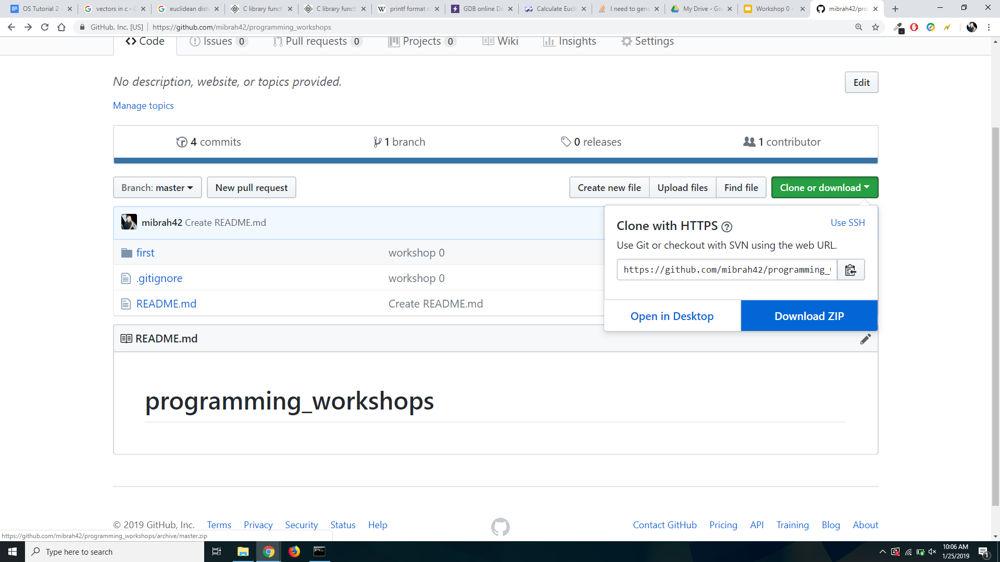 OS Tutorial 2 -
vectors in c - G
euclidean dist
C library funct
C library funct
printf format s
GDB online De
Calculate Eucl
I need to gene
My Drive - Go
Workshop 0 -
mibrah42/pro
GitHub, Inc. [US] | https://github.com/mibrah42/programming_workshops
Code Issues 0 Pull requests 0 Projects 0 Wiki Insights Settings
No description, website, or topics provided. Edit
Manage topics
4 commits 1 branch 0 releases 1 contributor
Branch: master New pull request Create new file Upload files Find file Clone or download
mibrah42 Create README.md
first workshop 0
.gitignore workshop 0
README.md Create README.md
Clone with HTTPS ? Use SSH
Use Git or checkout with SVN using the web URL.
https://github.com/mibrah42/programming_
Open in Desktop Download ZIP
README.md
programming_workshops
© 2019 GitHub, Inc. Terms Privacy Security Status Help Contact GitHub Pricing API Training Blog About
https://github.com/mibrah42/programming_workshops/archive/master.zip
Type here to search
10:06 AM
1/25/2019
1